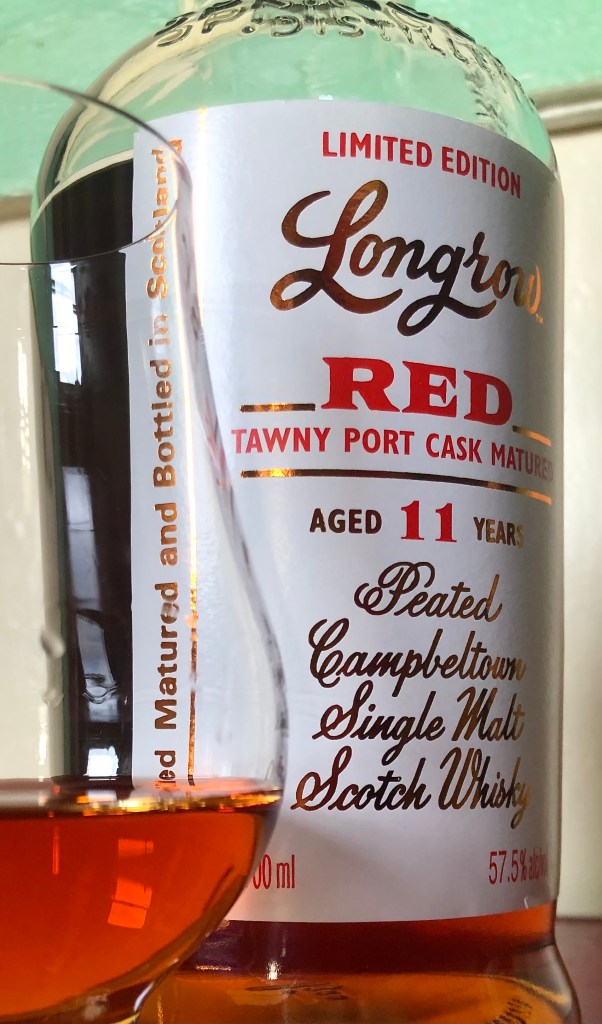 LIMITED EDITION
Longrow
RED
TAWNY PORT CASK MATURED
AGED 11 YEARS
Peated
Campbeltown
Single Malt
Scotch Whisky
57.5% alc/vol
Matured and Bottled in Scotland